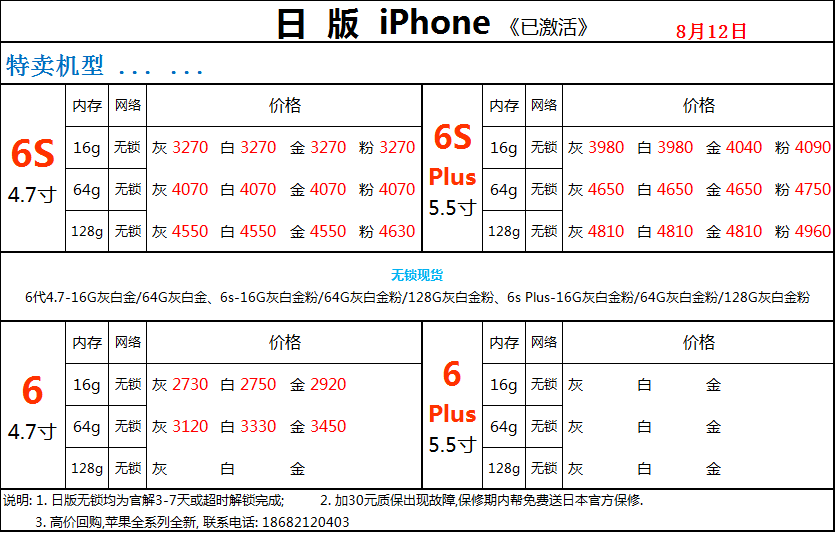 日 版 iPhone 《已激活》 8月12日
特卖机型 ... ...
6S 4.7寸
内存 网络 价格
16g 无锁 灰 3270 白 3270 金 3270 粉 3270
64g 无锁 灰 4070 白 4070 金 4070 粉 4070
128g 无锁 灰 4550 白 4550 金 4550 粉 4630
6S Plus 5.5寸
内存 网络 价格
16g 无锁 灰 3980 白 3980 金 4040 粉 4090
64g 无锁 灰 4650 白 4650 金 4650 粉 4750
128g 无锁 灰 4810 白 4810 金 4810 粉 4960
无锁现货
6代4.7-16G灰白金/64G灰白金、6s-16G灰白金粉/64G灰白金粉/128G灰白金粉、6s Plus-16G灰白金粉/64G灰白金粉/128G灰白金粉
6 4.7寸
内存 网络 价格
16g 无锁 灰 2730 白 2750 金 2920
64g 无锁 灰 3120 白 3330 金 3450
128g 无锁 灰 白 金
6 Plus 5.5寸
内存 网络 价格
16g 无锁 灰 白 金
64g 无锁 灰 白 金
128g 无锁 灰 白 金
说明: 1. 日版无锁均为官解3-7天或超时解锁完成; 2. 加30元质保出现故障,保修期内帮免费送日本官方保修.
3. 高价回购,苹果全系列全新, 联系电话: 18682120403